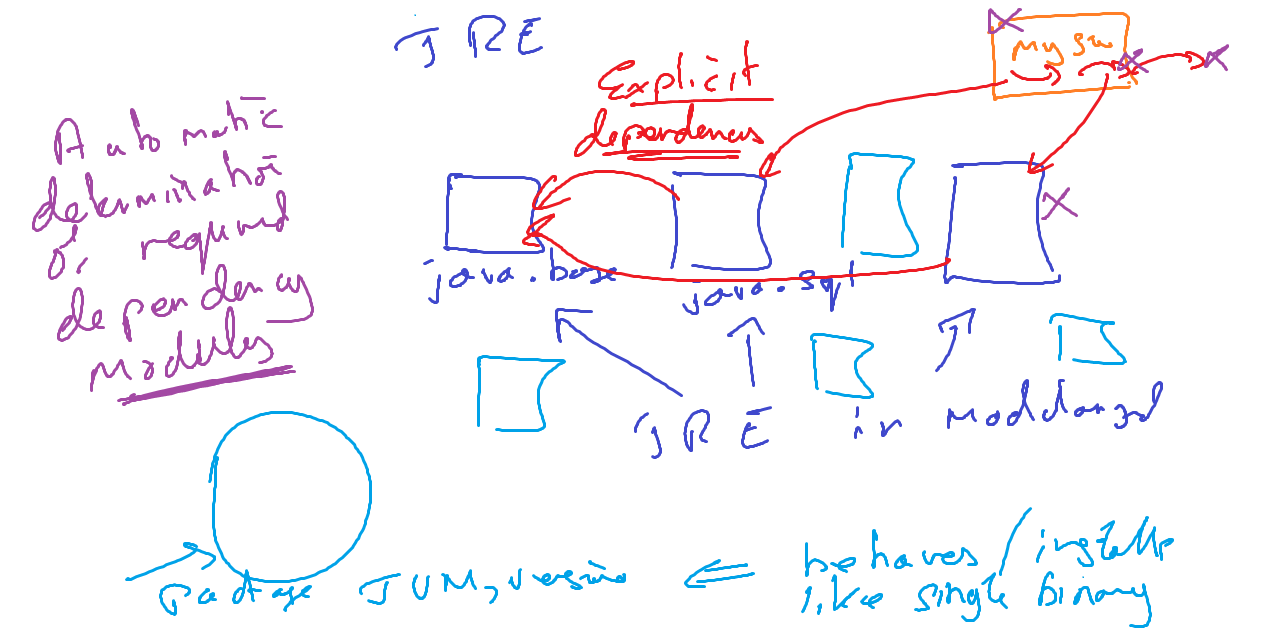 JRE
my sw
Explicit
dependencies
Automatic
determination
of required
dependency
modules
java.base
java.sql
JRE is modularized
package JVM, version
behaves / installs
like single binary